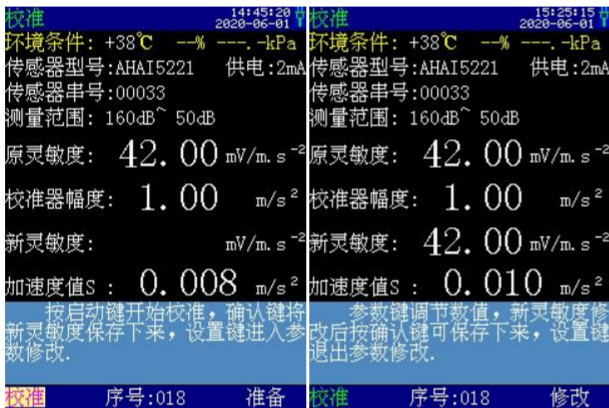 校准 14:45:20
2020-06-01
环境条件: +38℃ --% ---.-kPa
传感器型号:AHAI5221 供电:2mA
传感器串号:00033
测量范围: 160dB~ 50dB
原灵敏度: 42.00 mV/m.s⁻²
校准器幅度: 1.00 m/s²
新灵敏度: mV/m.s⁻²
加速度值S : 0.008 m/s²
按启动键开始校准，确认键将
新灵敏度保存下来，设置键进入参
数修改.
校准 序号:018 准备
校准 15:25:15
2020-06-01
环境条件: +38℃ --% ---.-kPa
传感器型号:AHAI5221 供电:2mA
传感器串号:00033
测量范围: 160dB~ 50dB
原灵敏度: 42.00 mV/m.s⁻²
校准器幅度: 1.00 m/s²
新灵敏度: 42.00 mV/m.s⁻²
加速度值S : 0.010 m/s²
参数键调节数值，新灵敏度修
改后按确认键可保存下来，设置键
退出参数修改.
校准 序号:018 修改